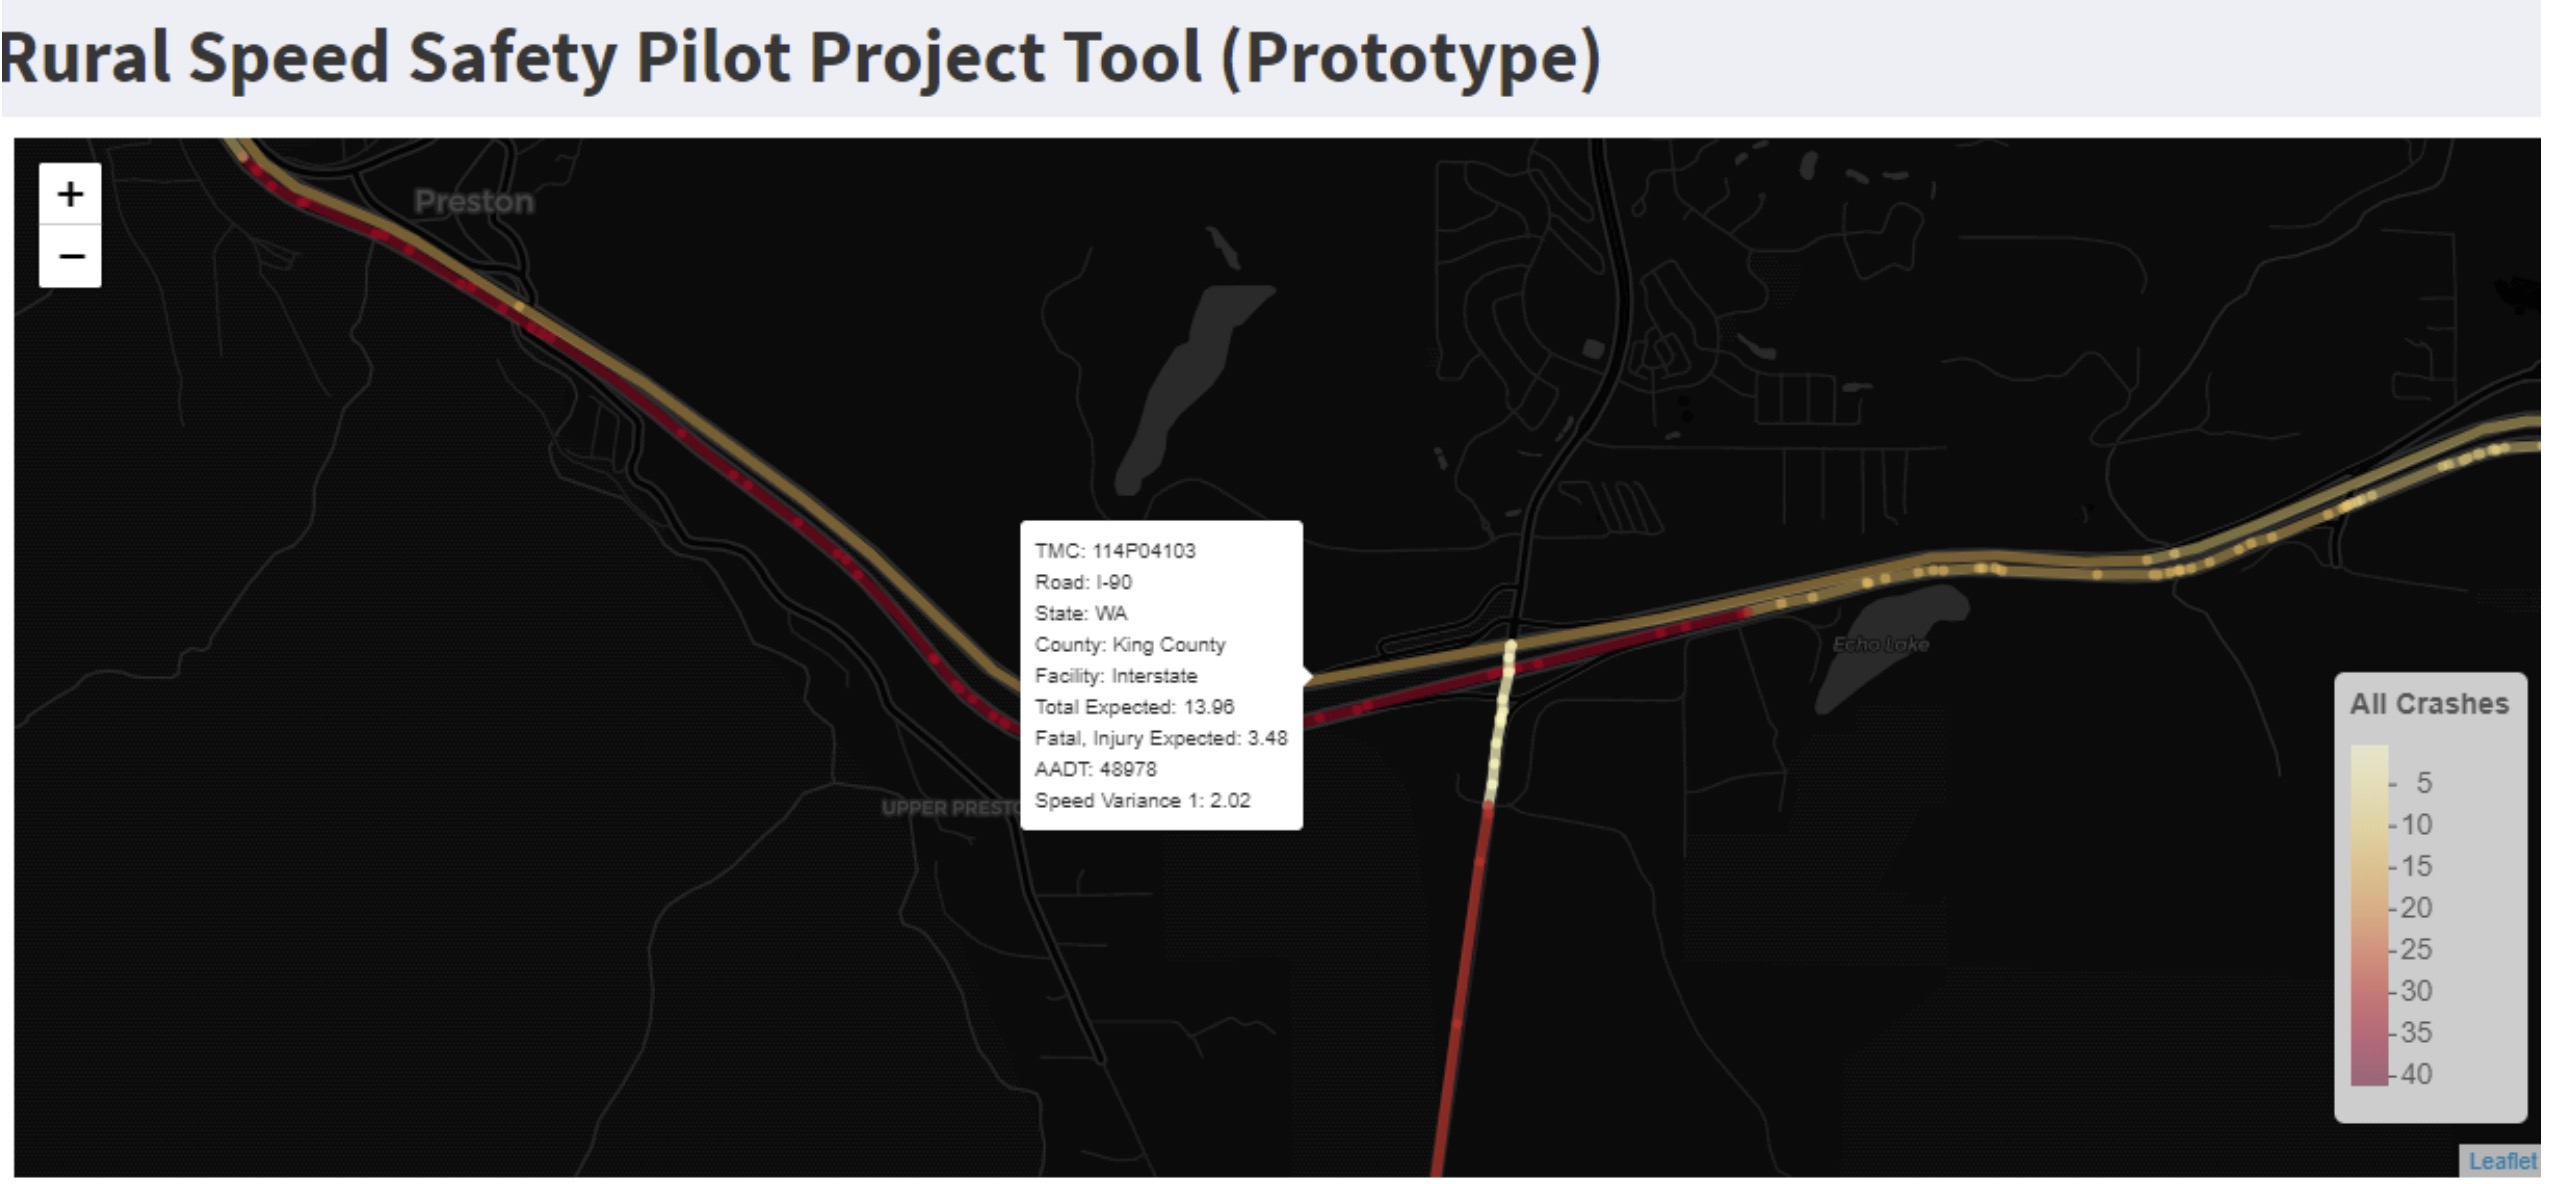 Rural Speed Safety Pilot Project Tool (Prototype)
+
−
Preston
TMC: 114P04103
Road: I-90
State: WA
County: King County
Facility: Interstate
Total Expected: 13.96
Fatal, Injury Expected: 3.48
AADT: 48978
Speed Variance 1: 2.02
UPPER PRESTO
Echo Lake
All Crashes
5
10
15
20
25
30
35
40
Leaflet